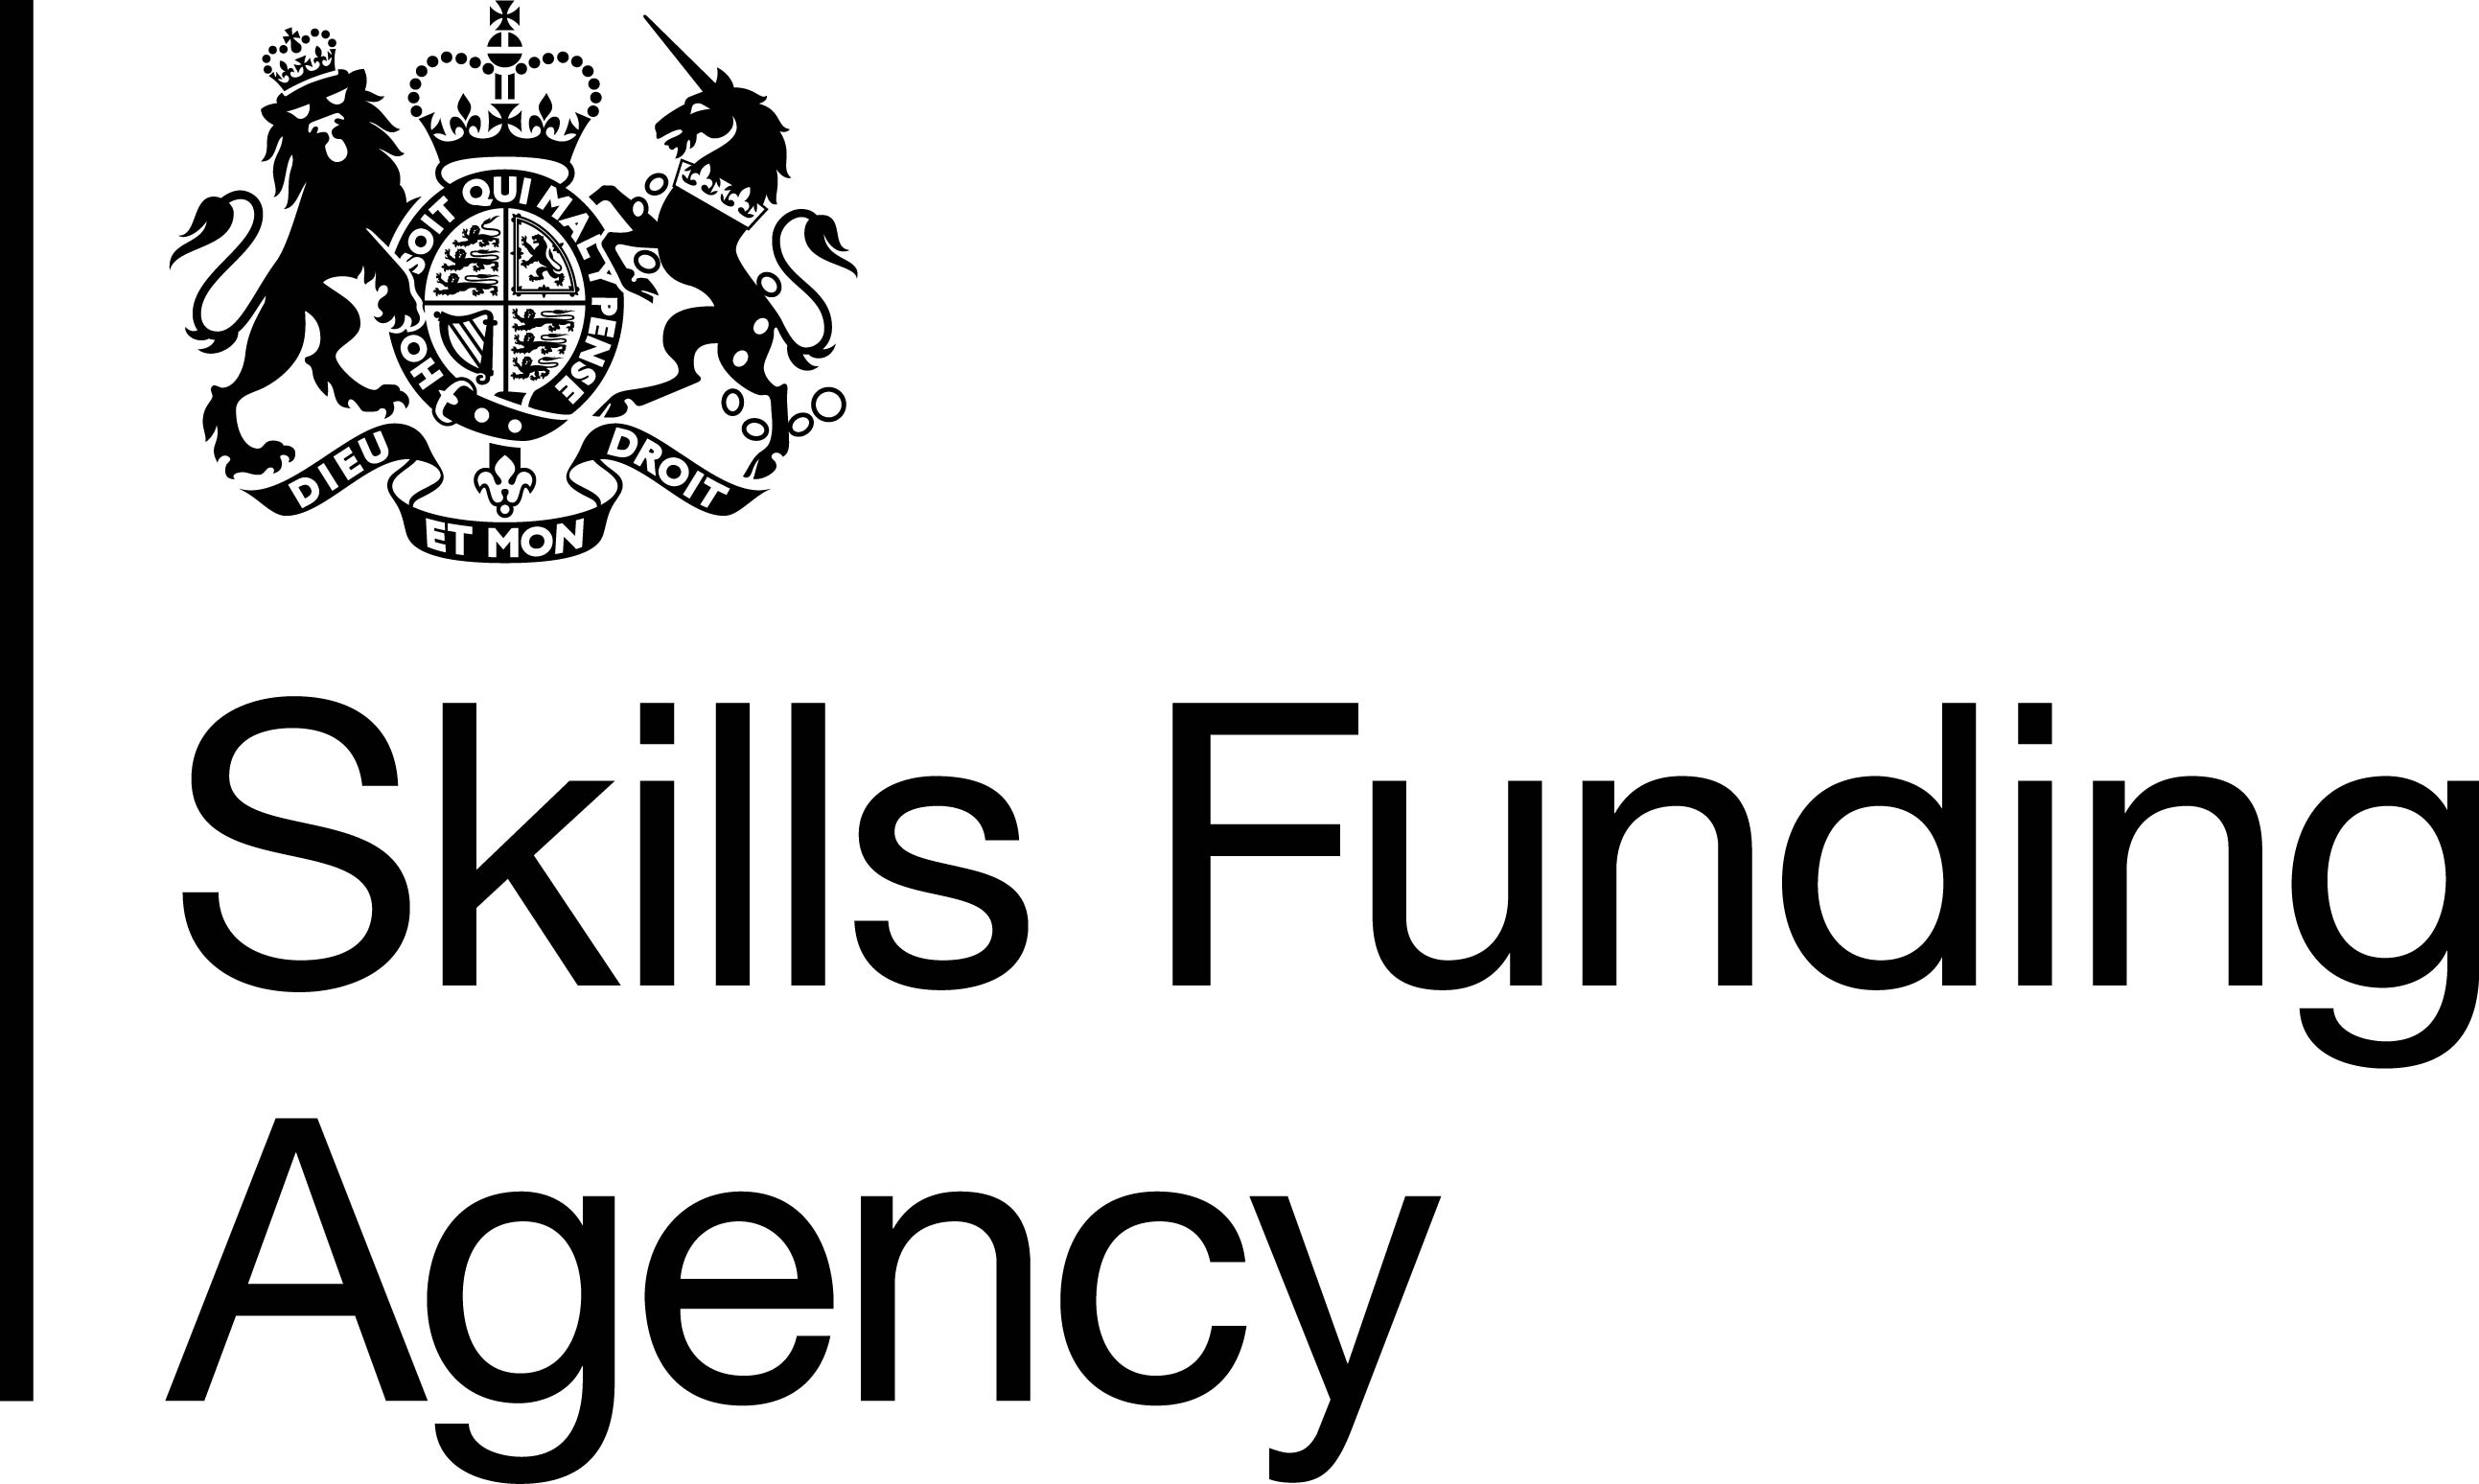 HONI SOIT QUI MAL Y PENSE
DIEU ET MON DROIT
Skills Funding
Agency